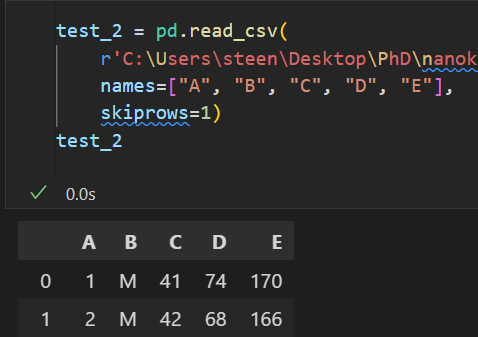 test_2 = pd.read_csv(
r'C:\Users\steen\Desktop\PhD\nanok
names=["A", "B", "C", "D", "E"],
skiprows=1)
test_2
0.0s
A B C D E
0 1 M 41 74 170
1 2 M 42 68 166